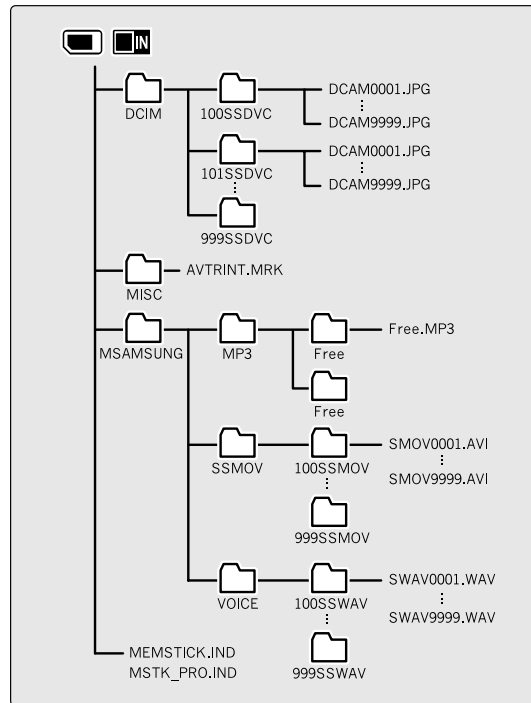 IN
DCIM
100SSDVC
DCAM0001.JPG
DCAM9999.JPG
101SSDVC
DCAM0001.JPG
DCAM9999.JPG
999SSDVC
MISC
AVTRINT.MRK
MSAMSUNG
MP3
Free
Free.MP3
Free
SSMOV
100SSMOV
SMOV0001.AVI
SMOV9999.AVI
999SSMOV
VOICE
100SSWAV
SWAV0001.WAV
SWAV9999.WAV
999SSWAV
MEMSTICK.IND
MSTK_PRO.IND